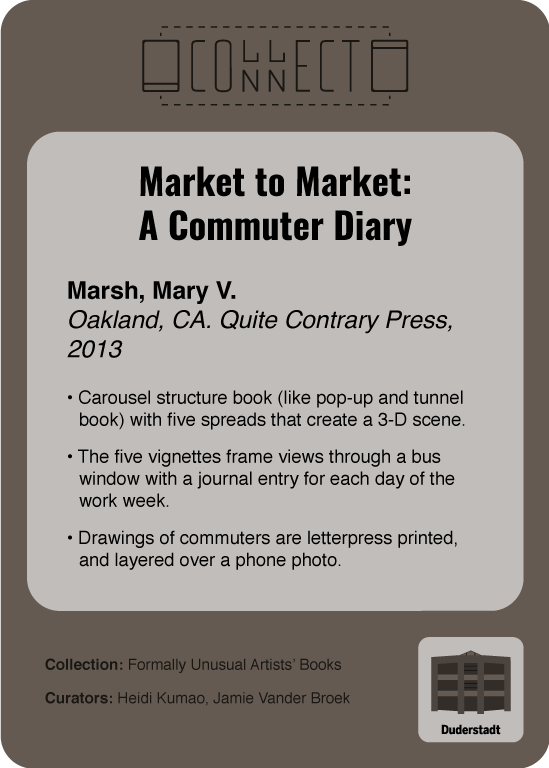 COLLECT
CONNECT
Market to Market:
A Commuter Diary
Marsh, Mary V.
Oakland, CA. Quite Contrary Press,
2013
• Carousel structure book (like pop-up and tunnel
book) with five spreads that create a 3-D scene.
• The five vignettes frame views through a bus
window with a journal entry for each day of the
work week.
• Drawings of commuters are letterpress printed,
and layered over a phone photo.
Collection: Formally Unusual Artists’ Books
Curators: Heidi Kumao, Jamie Vander Broek
Duderstadt